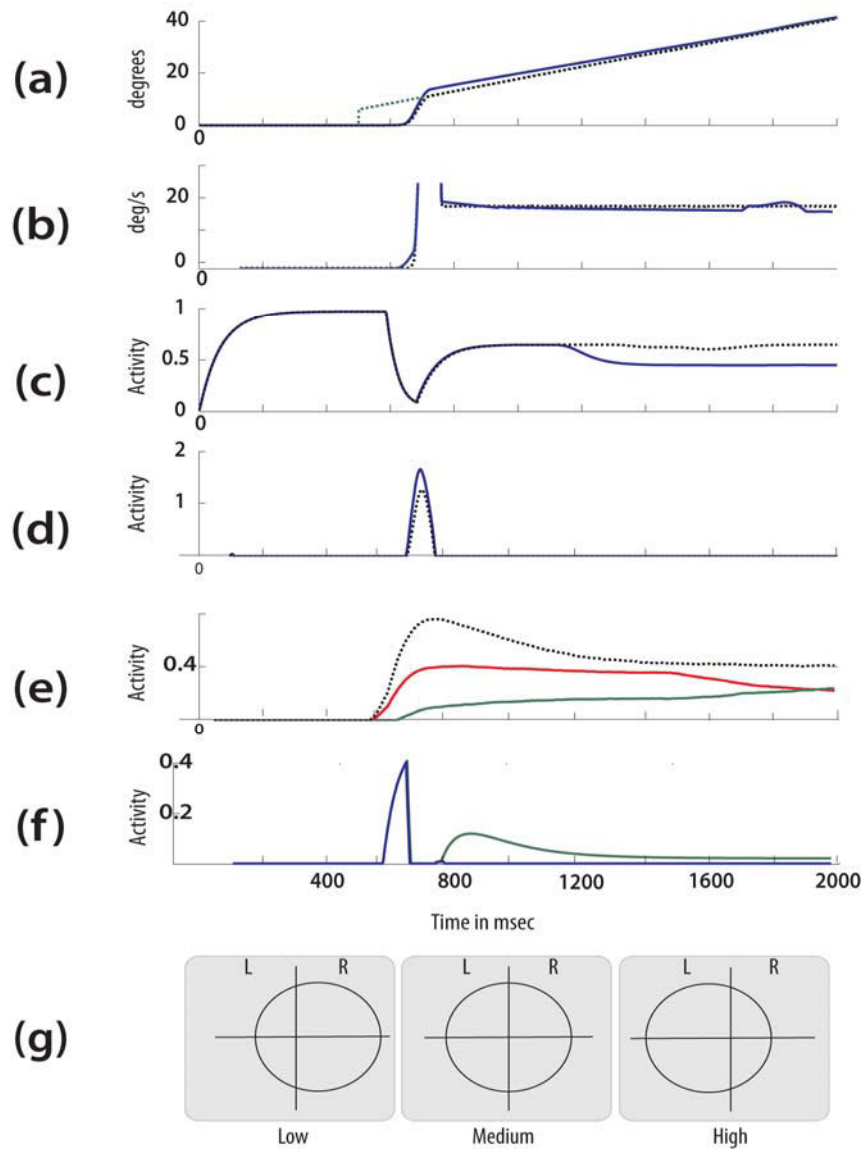 (a)
degrees
40
20
0
0
(b)
deg/s
20
0
0
(c)
Activity
1
0.5
0
0
(d)
Activity
2
1
0
(e)
Activity
0.4
0
(f)
Activity
0.4
0.2
400 800 1200 1600 2000
Time in msec
(g)
L R L R L R
Low Medium High